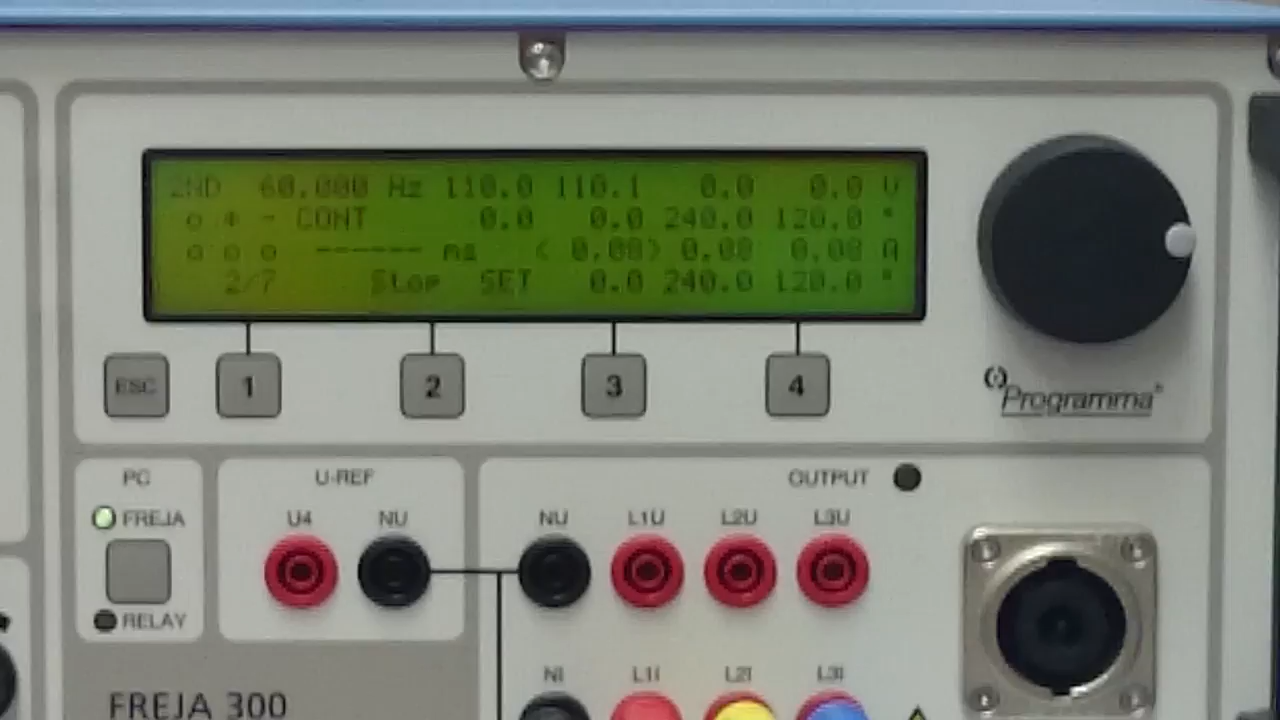 2ND 60.000 Hz 110.0 110.1 0.0 0.0 V
o + - CONT 0.0 0.0 240.0 120.0 °
o o o ------ ms < 0.08> 0.08 0.08 A
2/7 Stop SET 0.0 240.0 120.0 °
ESC 1 2 3 4
Programma®
PC U-REF OUTPUT
FREJA U4 NU NU L1U L2U L3U
RELAY
NI L1I L2I L3I
FREJA 300